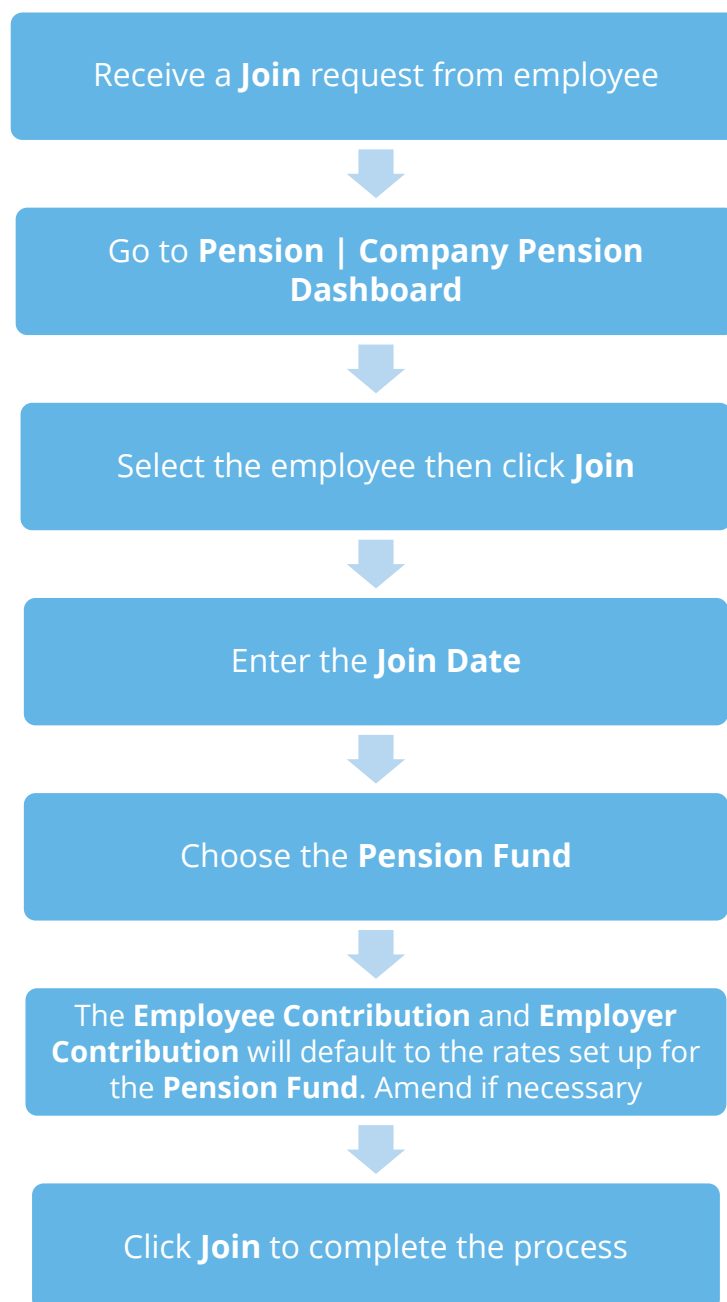 Receive a Join request from employee
Go to Pension | Company Pension
Dashboard
Select the employee then click Join
Enter the Join Date
Choose the Pension Fund
The Employee Contribution and Employer
Contribution will default to the rates set up for
the Pension Fund. Amend if necessary
Click Join to complete the process